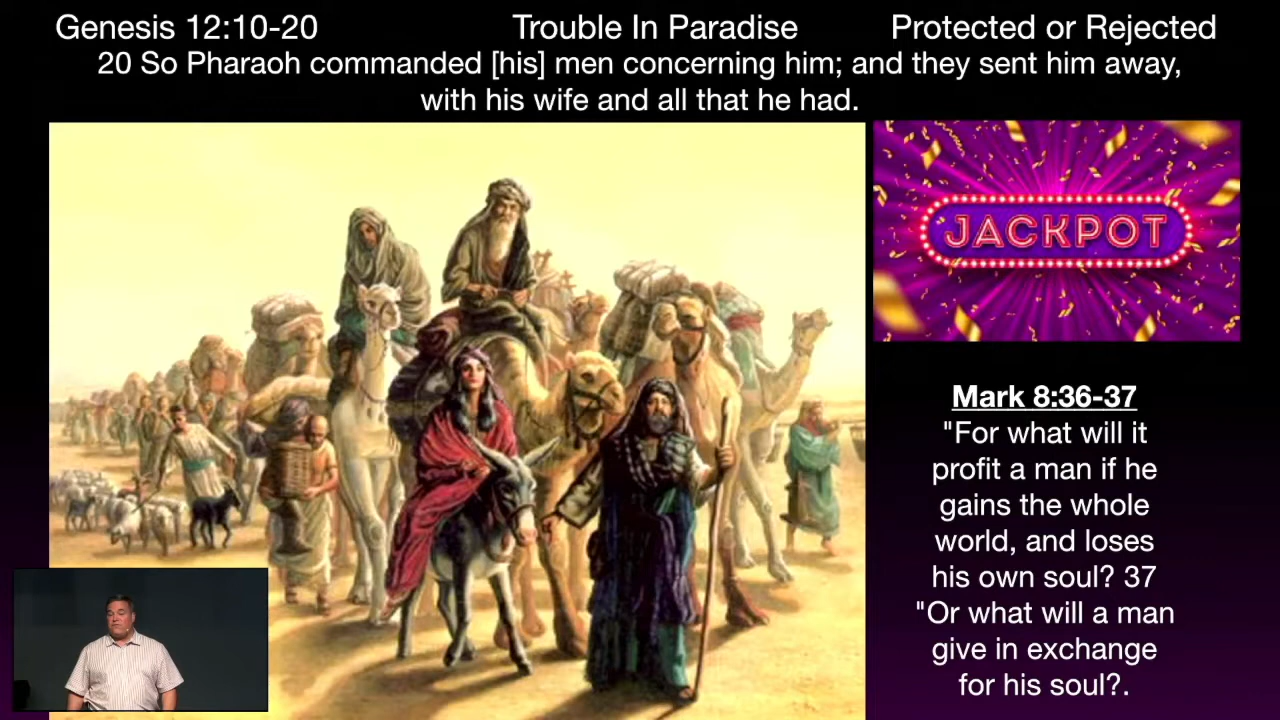 Genesis 12:10-20
Trouble In Paradise
Protected or Rejected
20 So Pharaoh commanded [his] men concerning him; and they sent him away,
with his wife and all that he had.
JACKPOT
Mark 8:36-37
"For what will it
profit a man if he
gains the whole
world, and loses
his own soul? 37
"Or what will a man
give in exchange
for his soul?.